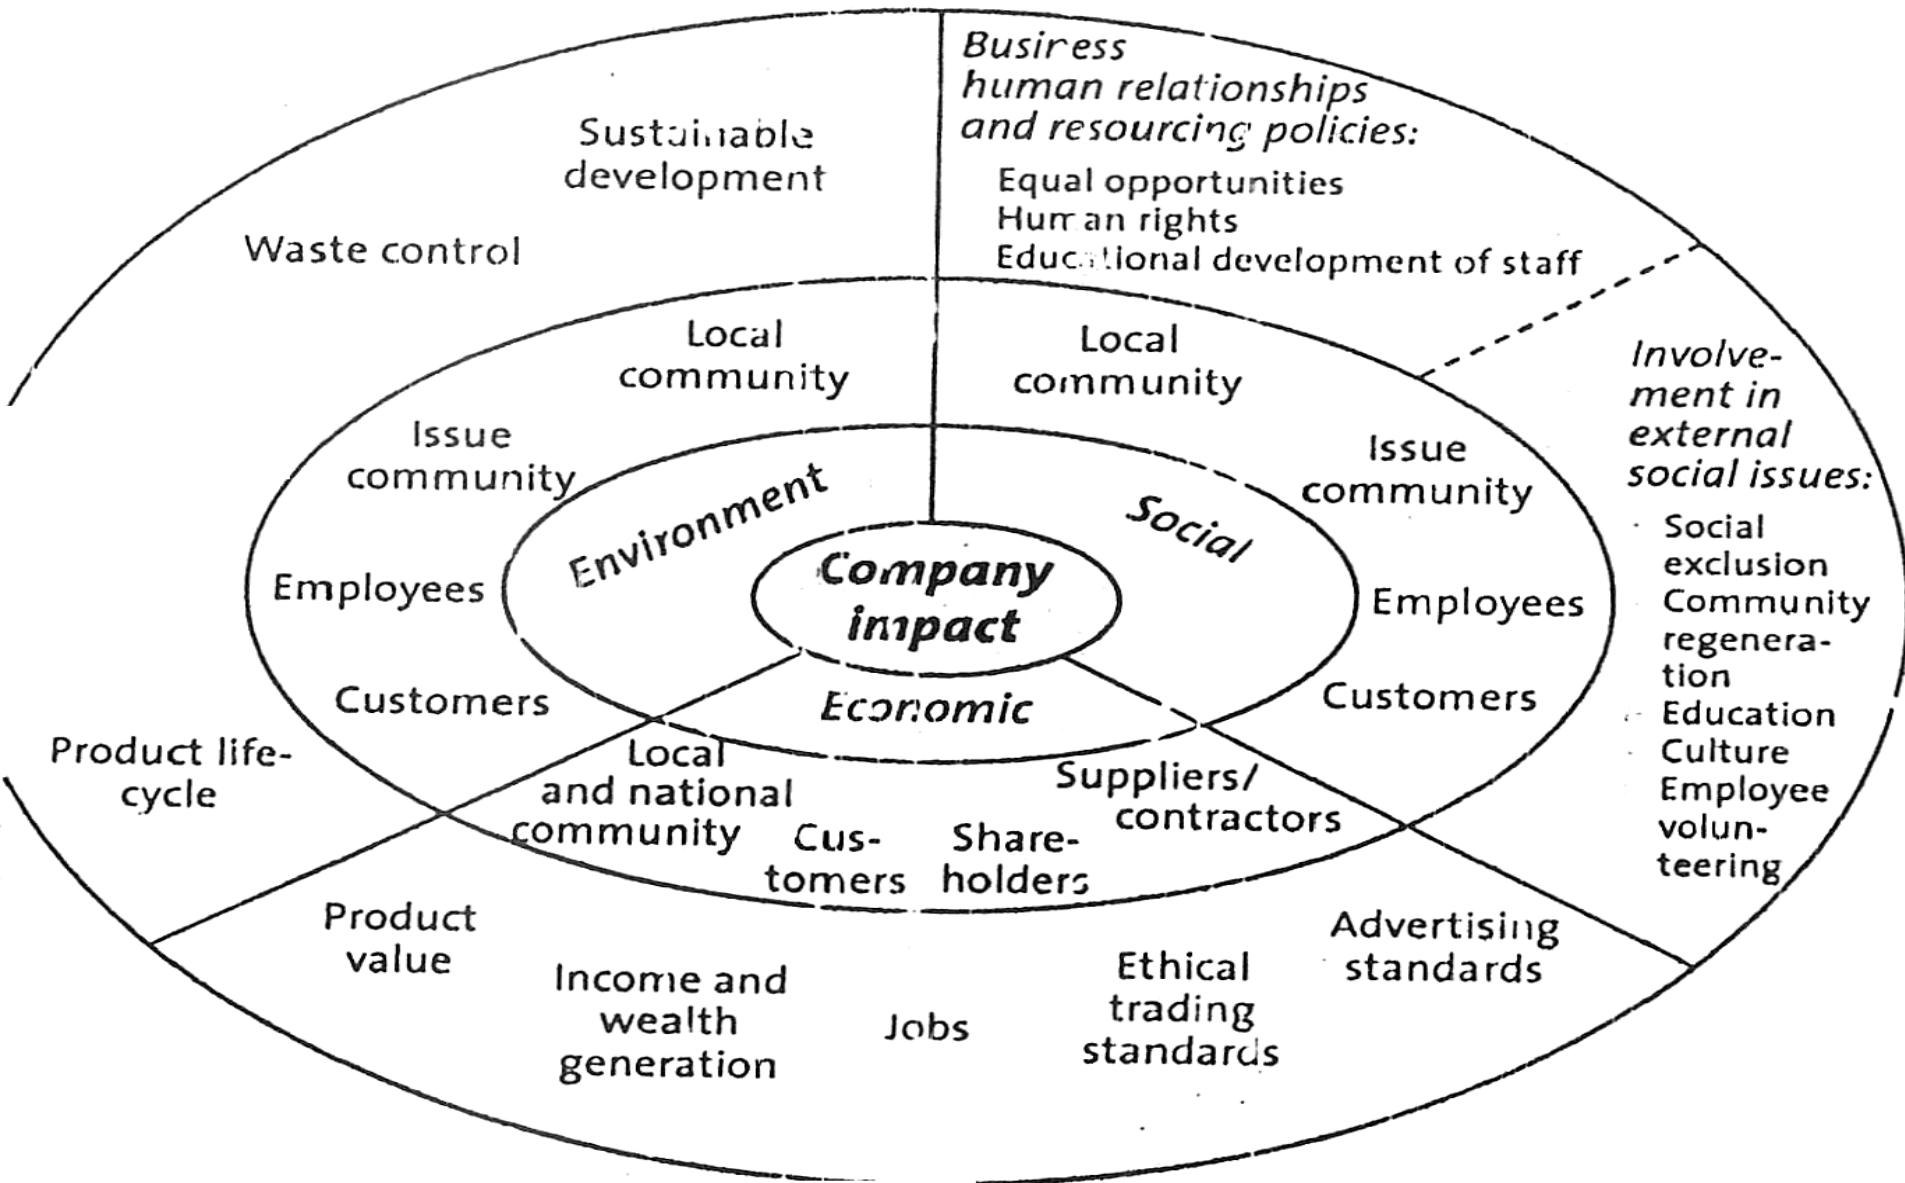 Business
human relationships
and resourcing policies:
Equal opportunities
Human rights
Educational development of staff
Sustainable
development
Waste control
Local
community
Local
community
Issue
community
Issue
community
Involve-
ment in
external
social issues:
Social
exclusion
Community
regenera-
tion
Education
Culture
Employee
volun-
teering
Environment
Social
Company
impact
Economic
Employees
Employees
Customers
Customers
Product life-
cycle
Local
and national
community
Cus-
tomers
Share-
holders
Suppliers/
contractors
Product
value
Income and
wealth
generation
Jobs
Ethical
trading
standards
Advertising
standards